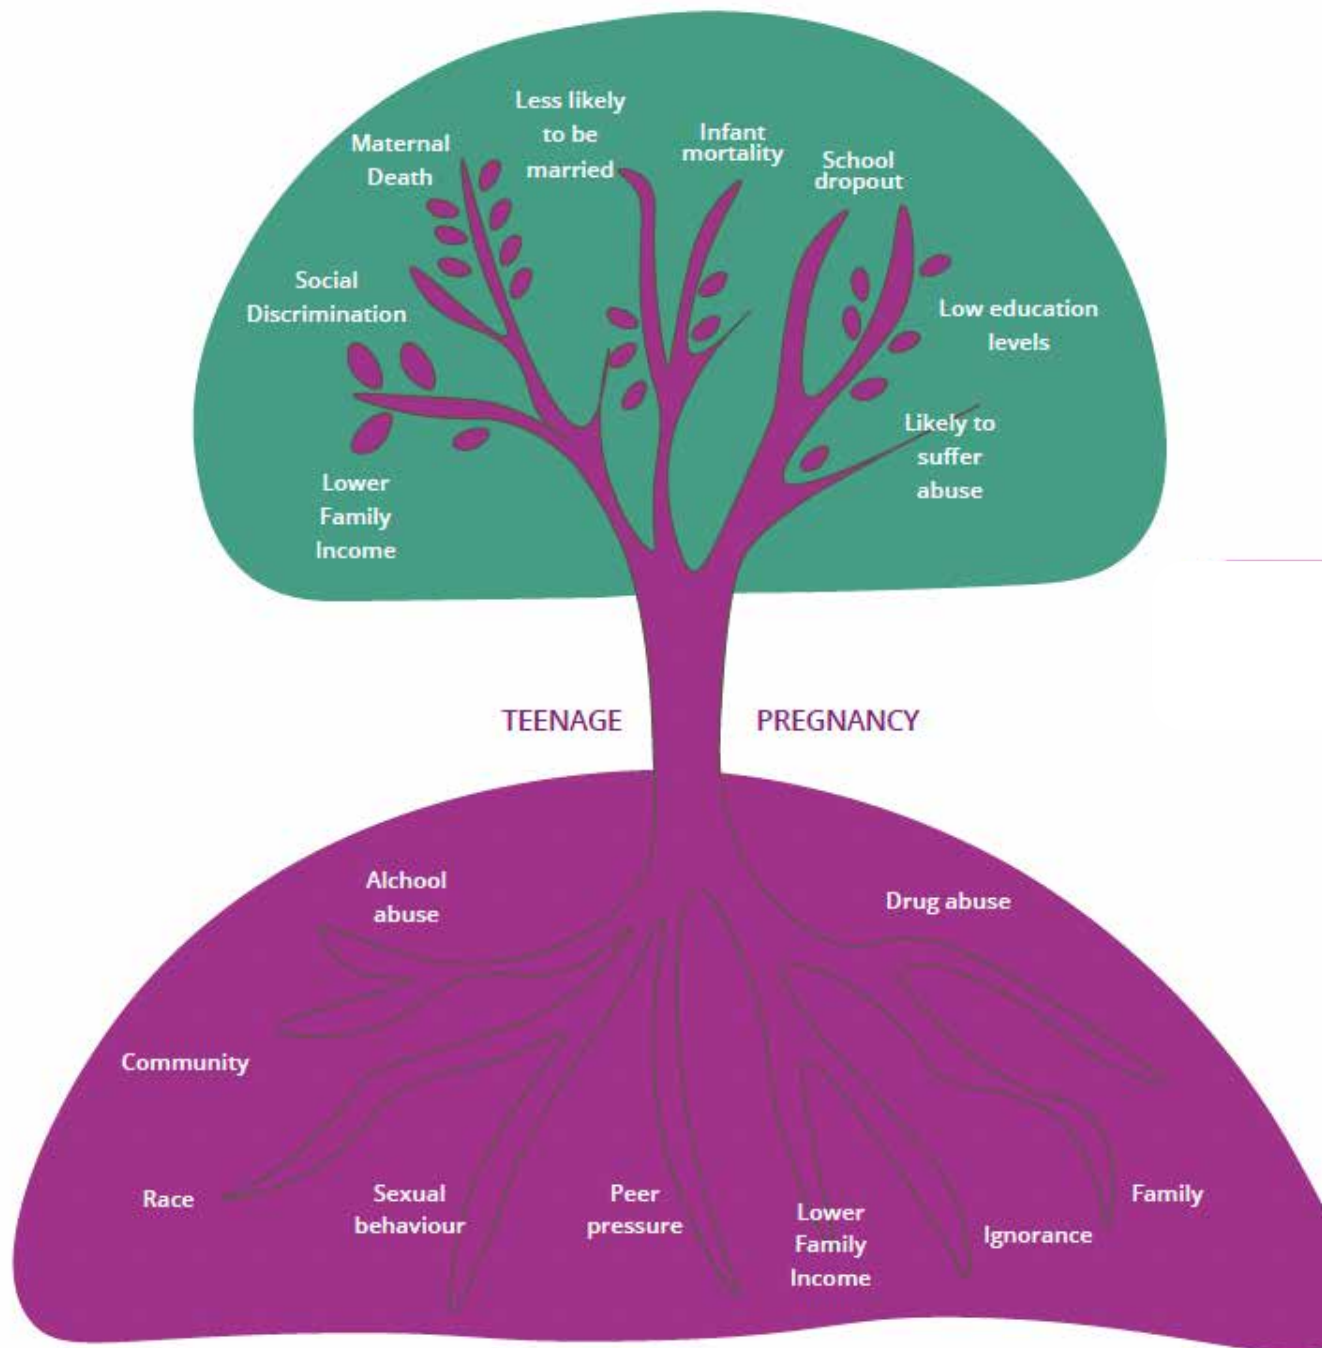 Less likely
to be
married
Maternal
Death
Infant
mortality
School
dropout
Social
Discrimination
Low education
levels
Likely to
suffer
abuse
Lower
Family
Income
TEENAGE PREGNANCY
Alchool
abuse
Drug abuse
Community
Race
Sexual
behaviour
Peer
pressure
Lower
Family
Income
Ignorance
Family